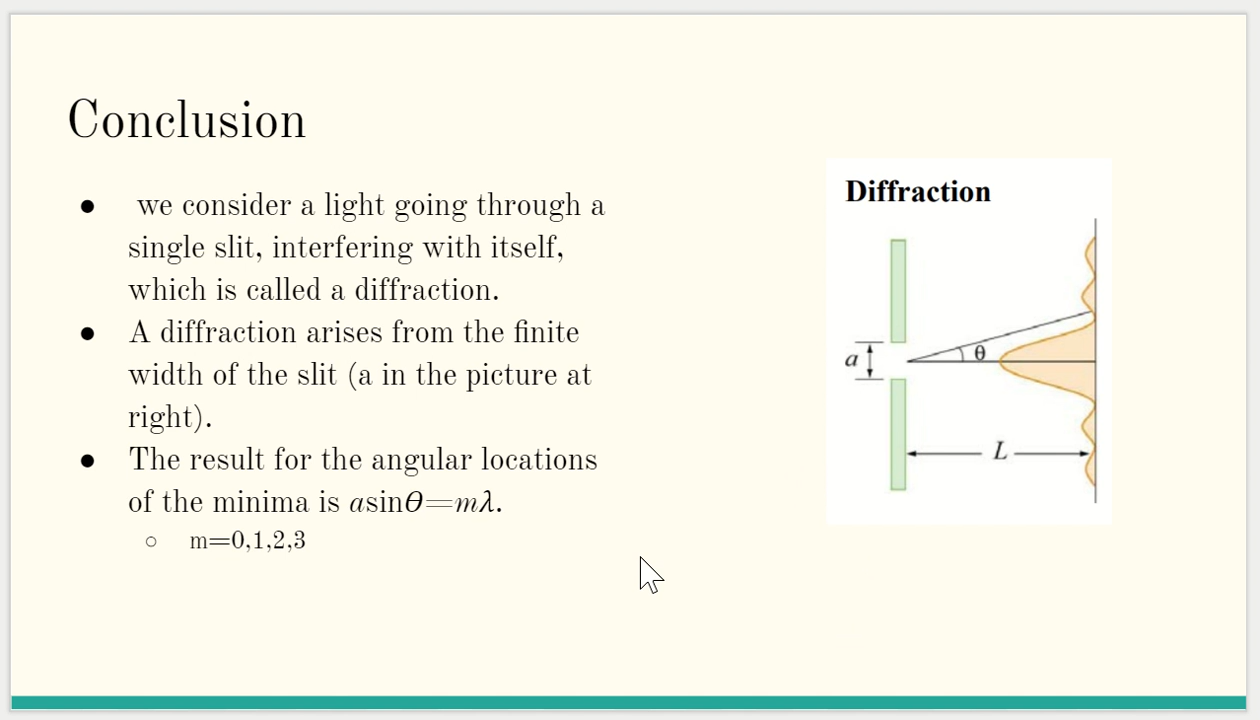 Conclusion
● we consider a light going through a
single slit, interfering with itself,
which is called a diffraction.
● A diffraction arises from the finite
width of the slit (a in the picture at
right).
● The result for the angular locations
of the minima is asinθ=mλ.
○ m=0,1,2,3
Diffraction
a
θ
L